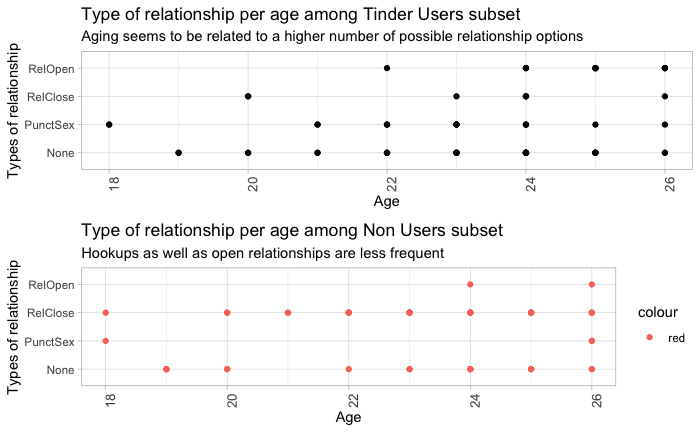 Type of relationship per age among Tinder Users subset
Aging seems to be related to a higher number of possible relationship options
Types of relationship
RelOpen
RelClose
PunctSex
None
18
20
22
24
26
Age
Type of relationship per age among Non Users subset
Hookups as well as open relationships are less frequent
Types of relationship
RelOpen
RelClose
PunctSex
None
18
20
22
24
26
Age
colour
red